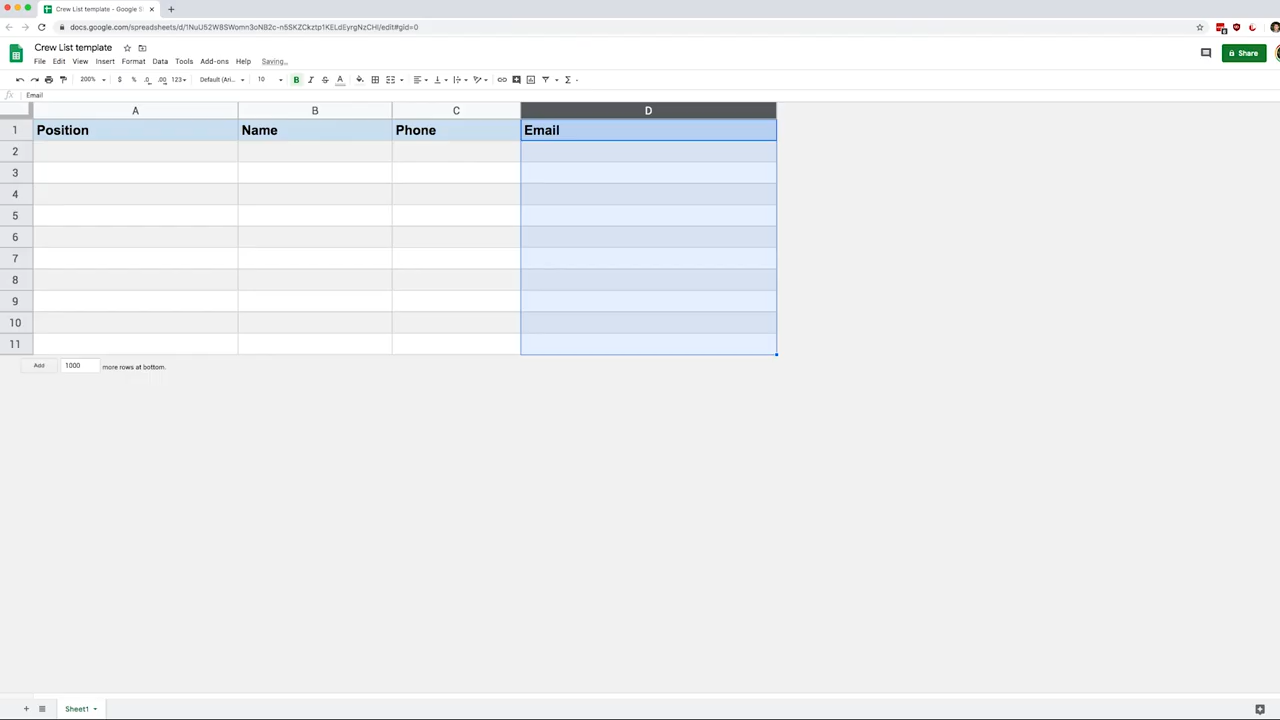 Crew List template - Google S
docs.google.com/spreadsheets/d/1NuU52W8SWomn3oNB2c-n5SKZCkztp1KELdEyrgNzCHI/edit#gid=0
Crew List template
File Edit View Insert Format Data Tools Add-ons Help Saving...
Share
200% $ % .0 .00 123 Default (Ari... 10 B I S A Σ
fx Email
A B C D
1 Position Name Phone Email
2
3
4
5
6
7
8
9
10
11
Add 1000 more rows at bottom.
+ Sheet1